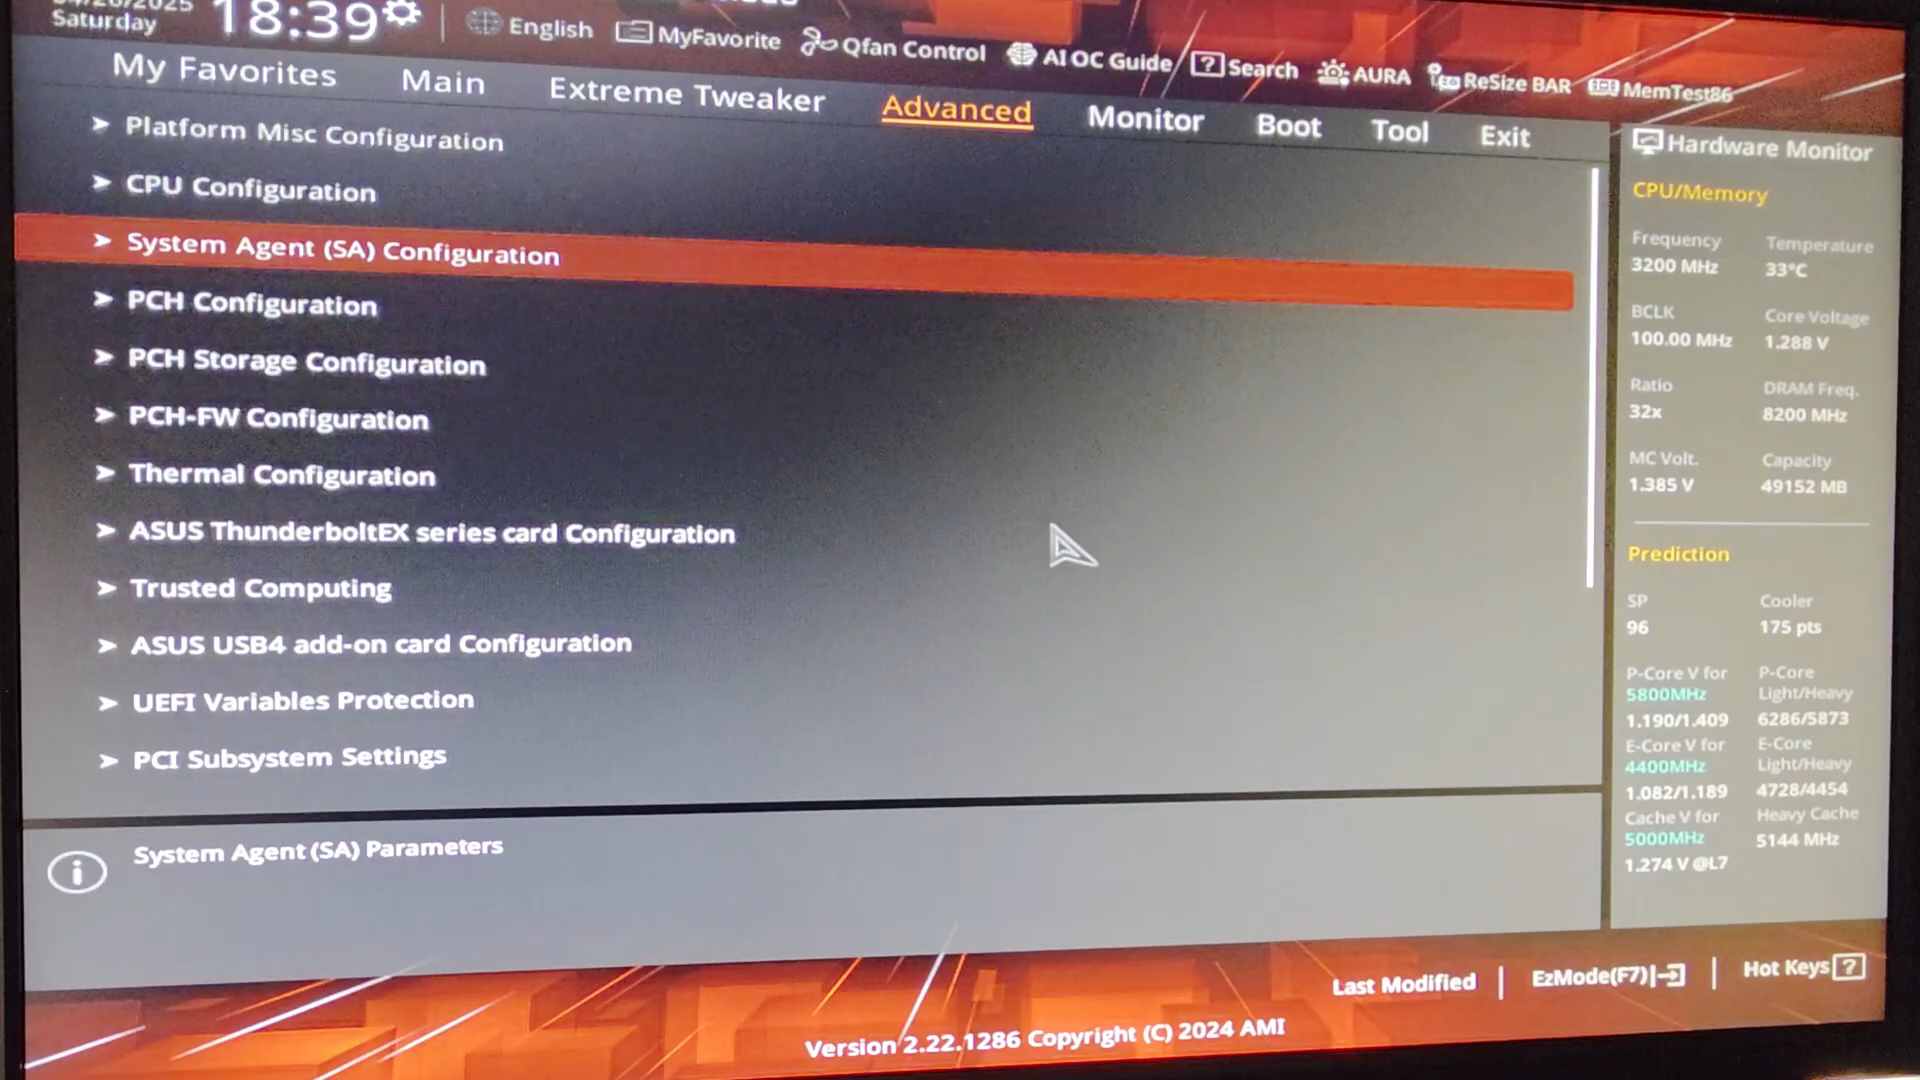 Saturday
18:39
English
MyFavorite
Qfan Control
AI OC Guide
? Search
AURA
ReSize BAR
MemTest86
My Favorites
Main
Extreme Tweaker
Advanced
Monitor
Boot
Tool
Exit
Platform Misc Configuration
CPU Configuration
System Agent (SA) Configuration
PCH Configuration
PCH Storage Configuration
PCH-FW Configuration
Thermal Configuration
ASUS ThunderboltEX series card Configuration
Trusted Computing
ASUS USB4 add-on card Configuration
UEFI Variables Protection
PCI Subsystem Settings
i System Agent (SA) Parameters
Hardware Monitor
CPU/Memory
Frequency Temperature
3200 MHz 33°C
BCLK Core Voltage
100.00 MHz 1.288 V
Ratio DRAM Freq.
32x 8200 MHz
MC Volt. Capacity
1.385 V 49152 MB
Prediction
SP Cooler
96 175 pts
P-Core V for P-Core
5800MHz Light/Heavy
1.190/1.409 6286/5873
E-Core V for E-Core
4400MHz Light/Heavy
1.082/1.189 4728/4454
Cache V for Heavy Cache
5000MHz 5144 MHz
1.274 V @L7
Last Modified
EzMode(F7)
Hot Keys ?
Version 2.22.1286 Copyright (C) 2024 AMI